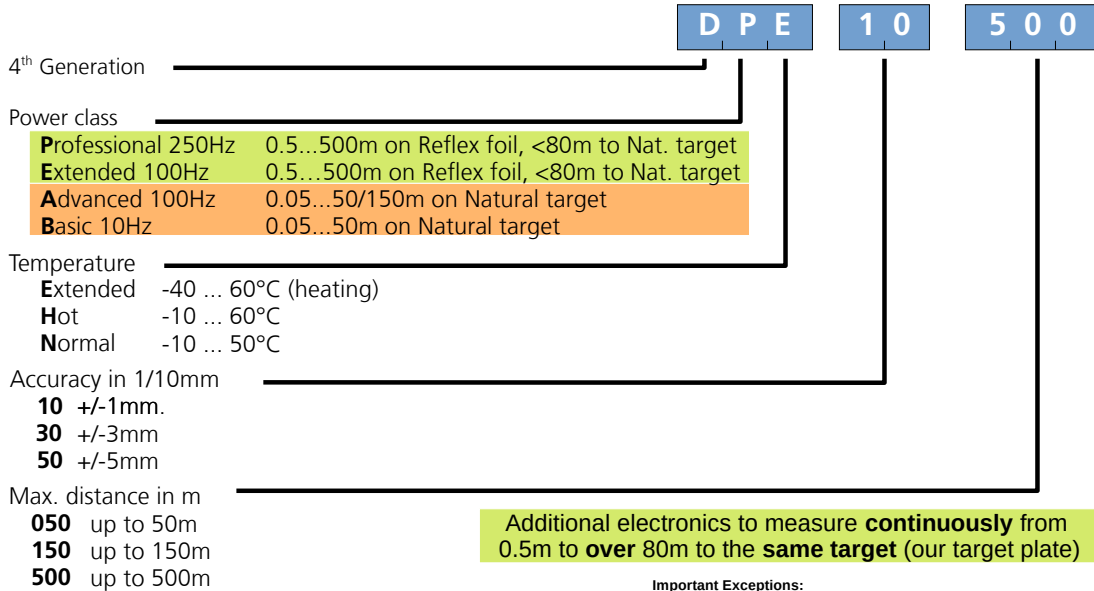 D P E 1 0 5 0 0
4th Generation
Power class
Professional 250Hz 0.5...500m on Reflex foil, <80m to Nat. target
Extended 100Hz 0.5...500m on Reflex foil, <80m to Nat. target
Advanced 100Hz 0.05...50/150m on Natural target
Basic 10Hz 0.05...50m on Natural target
Temperature
Extended -40 ... 60°C (heating)
Hot -10 ... 60°C
Normal -10 ... 50°C
Accuracy in 1/10mm
10 +/-1mm.
30 +/-3mm
50 +/-5mm
Max. distance in m
050 up to 50m
150 up to 150m
500 up to 500m
Additional electronics to measure continuously from
0.5m to over 80m to the same target (our target plate)
Important Exceptions: